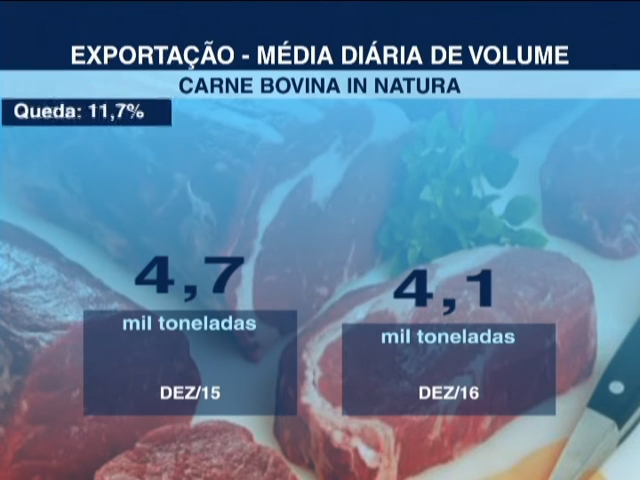 EXPORTAÇÃO - MÉDIA DIÁRIA DE VOLUME
CARNE BOVINA IN NATURA
Queda: 11,7%
4,7
mil toneladas
DEZ/15
4,1
mil toneladas
DEZ/16